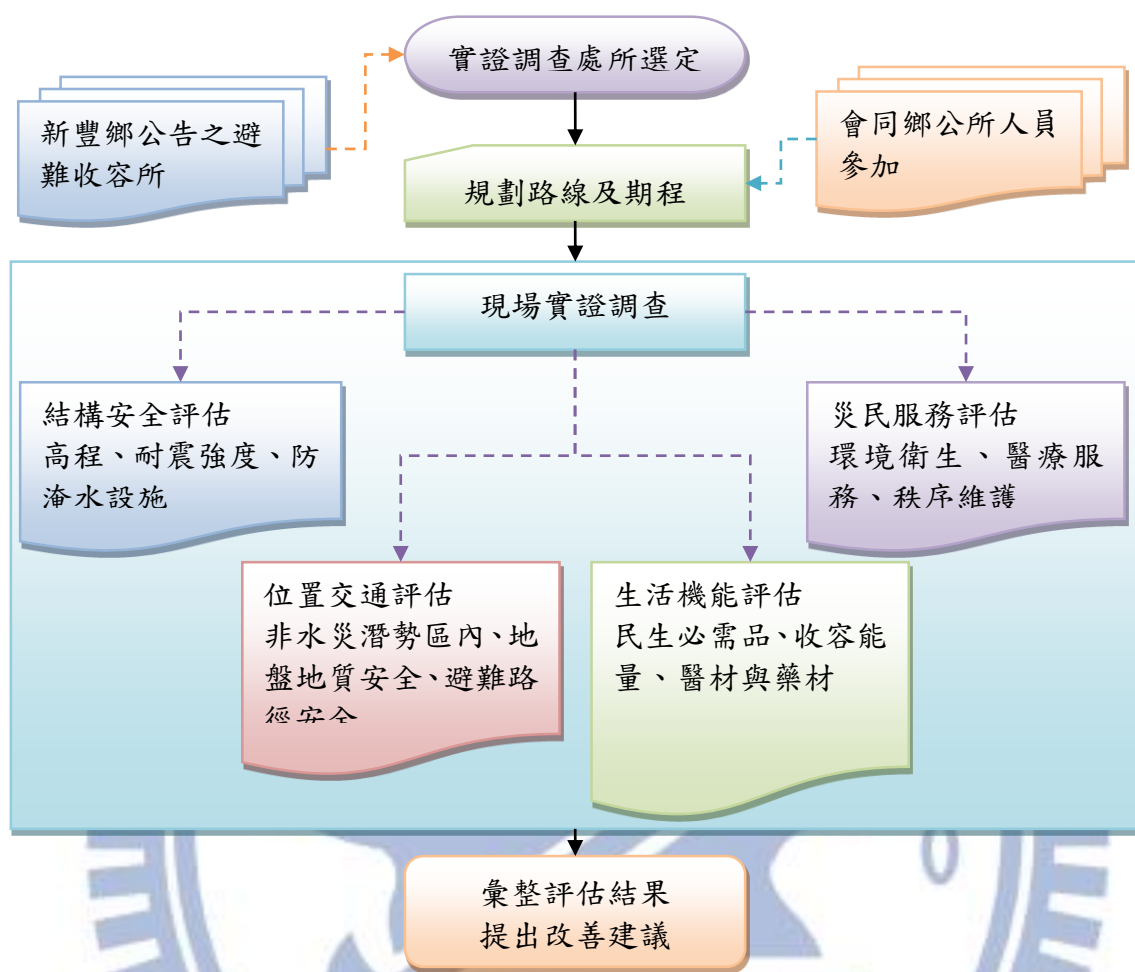 實證調查處所選定
新豐鄉公告之避
難收容所
會同鄉公所人員
參加
規劃路線及期程
現場實證調查
結構安全評估
高程、耐震強度、防
淹水設施
災民服務評估
環境衛生、醫療服
務、秩序維護
位置交通評估
非水災潛勢區內、地
盤地質安全、避難路
徑安全
生活機能評估
民生必需品、收容能
量、醫材與藥材
彙整評估結果
提出改善建議